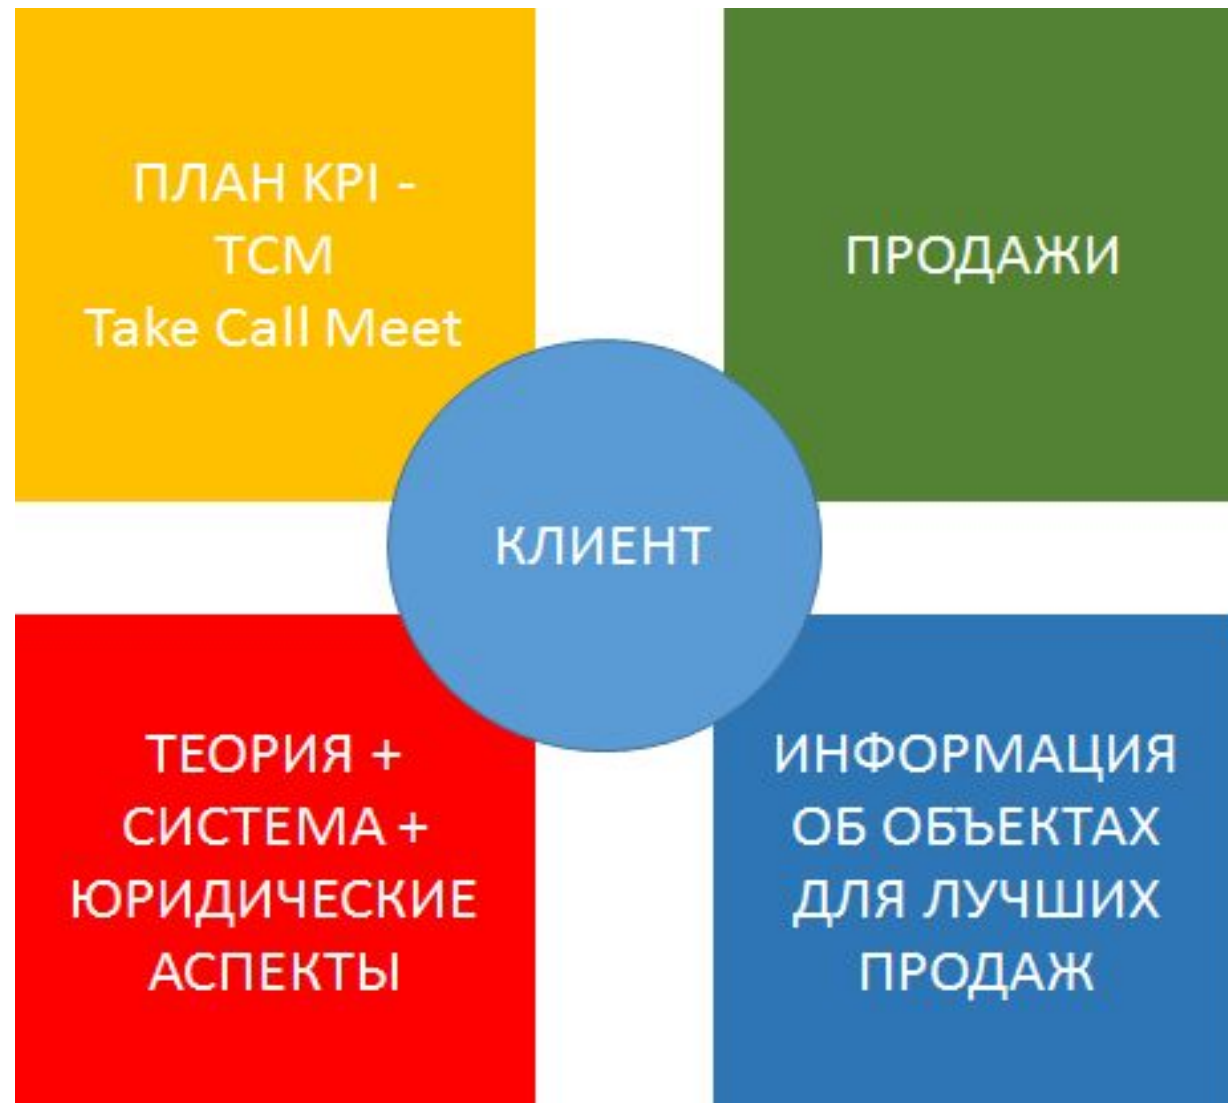 ПЛАН KPI -
TCM
Take Call Meet
ПРОДАЖИ
КЛИЕНТ
ТЕОРИЯ +
СИСТЕМА +
ЮРИДИЧЕСКИЕ
АСПЕКТЫ
ИНФОРМАЦИЯ
ОБ ОБЪЕКТАХ
ДЛЯ ЛУЧШИХ
ПРОДАЖ